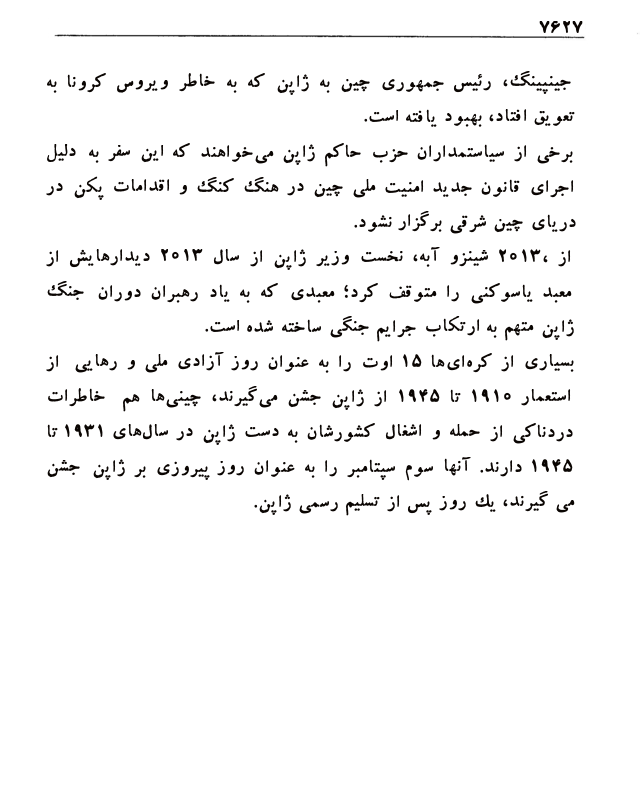 ۷۶۲۷
جینپینگ، رئیس جمهوری چین به ژاپن که به خاطر ویروس کرونا به
تعویق افتاد، بهبود یافته است.
برخی از سیاستمداران حزب حاکم ژاپن می‌خواهند که این سفر به دلیل
اجرای قانون جدید امنیت ملی چین در هنگ کنگ و اقدامات پکن در
دریای چین شرقی برگزار نشود.
از ۲۰۱۳، شینزو آبه، نخست وزیر ژاپن از سال ۲۰۱۳ دیدارهایش از
معبد یاسوکنی را متوقف کرد؛ معبدی که به یاد رهبران دوران جنگ
ژاپن متهم به ارتکاب جرایم جنگی ساخته شده است.
بسیاری از کره‌ای‌ها ۱۵ اوت را به عنوان روز آزادی ملی و رهایی از
استعمار ۱۹۱۰ تا ۱۹۴۵ از ژاپن جشن می‌گیرند، چینی‌ها هم خاطرات
دردناکی از حمله و اشغال کشورشان به دست ژاپن در سال‌های ۱۹۳۱ تا
۱۹۴۵ دارند. آنها سوم سپتامبر را به عنوان روز پیروزی بر ژاپن جشن
می گیرند، یك روز پس از تسلیم رسمی ژاپن.